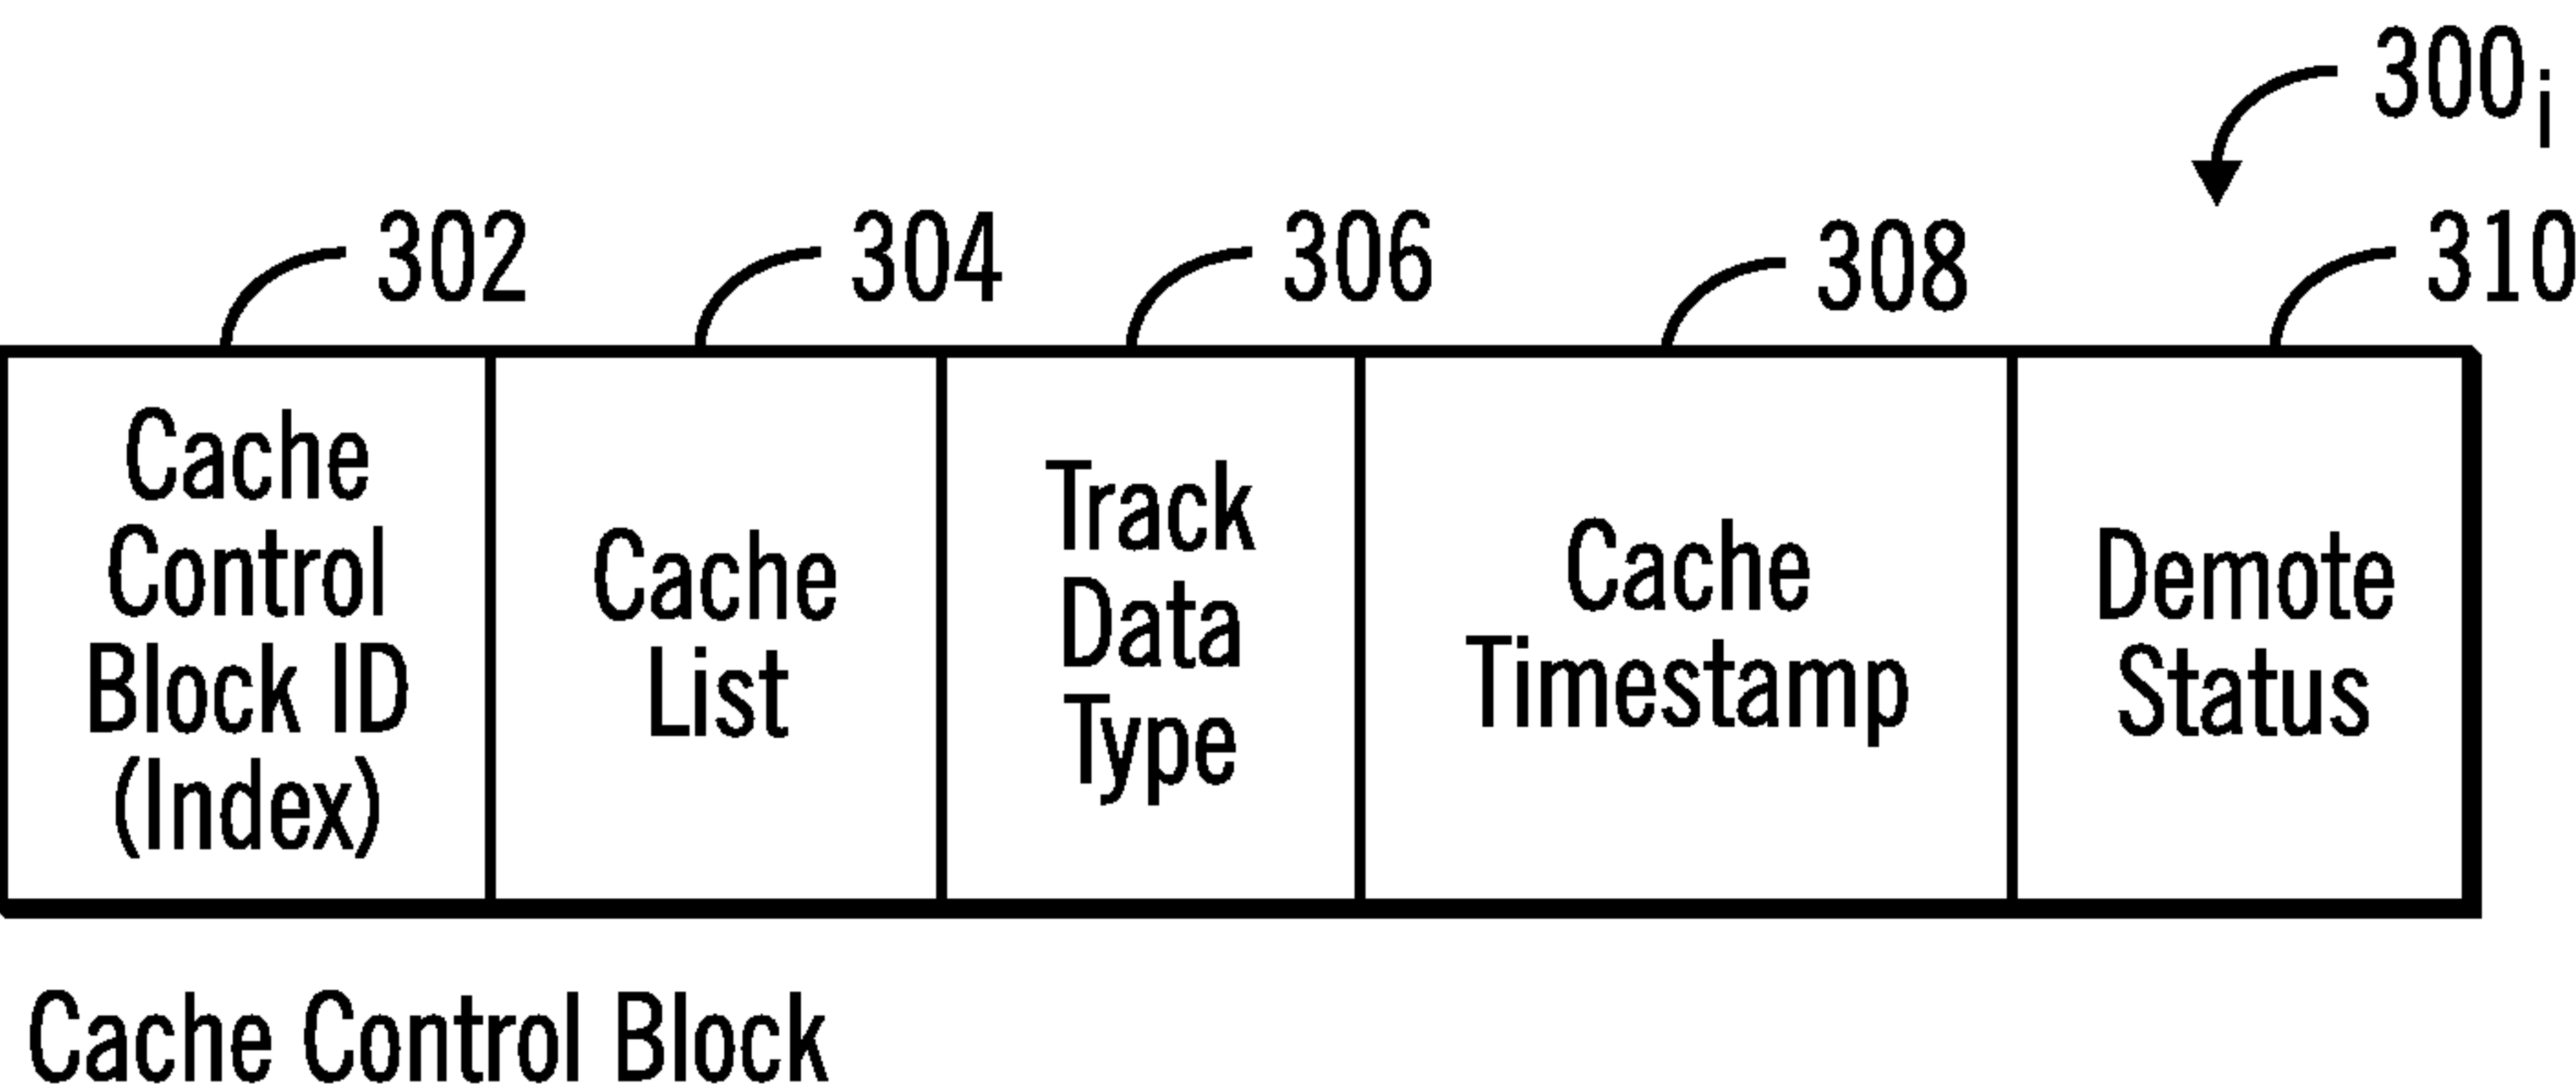 300i
302 304 306 308 310
Cache
Control
Block ID
(Index)
Cache
List
Track
Data
Type
Cache
Timestamp
Demote
Status
Cache Control Block